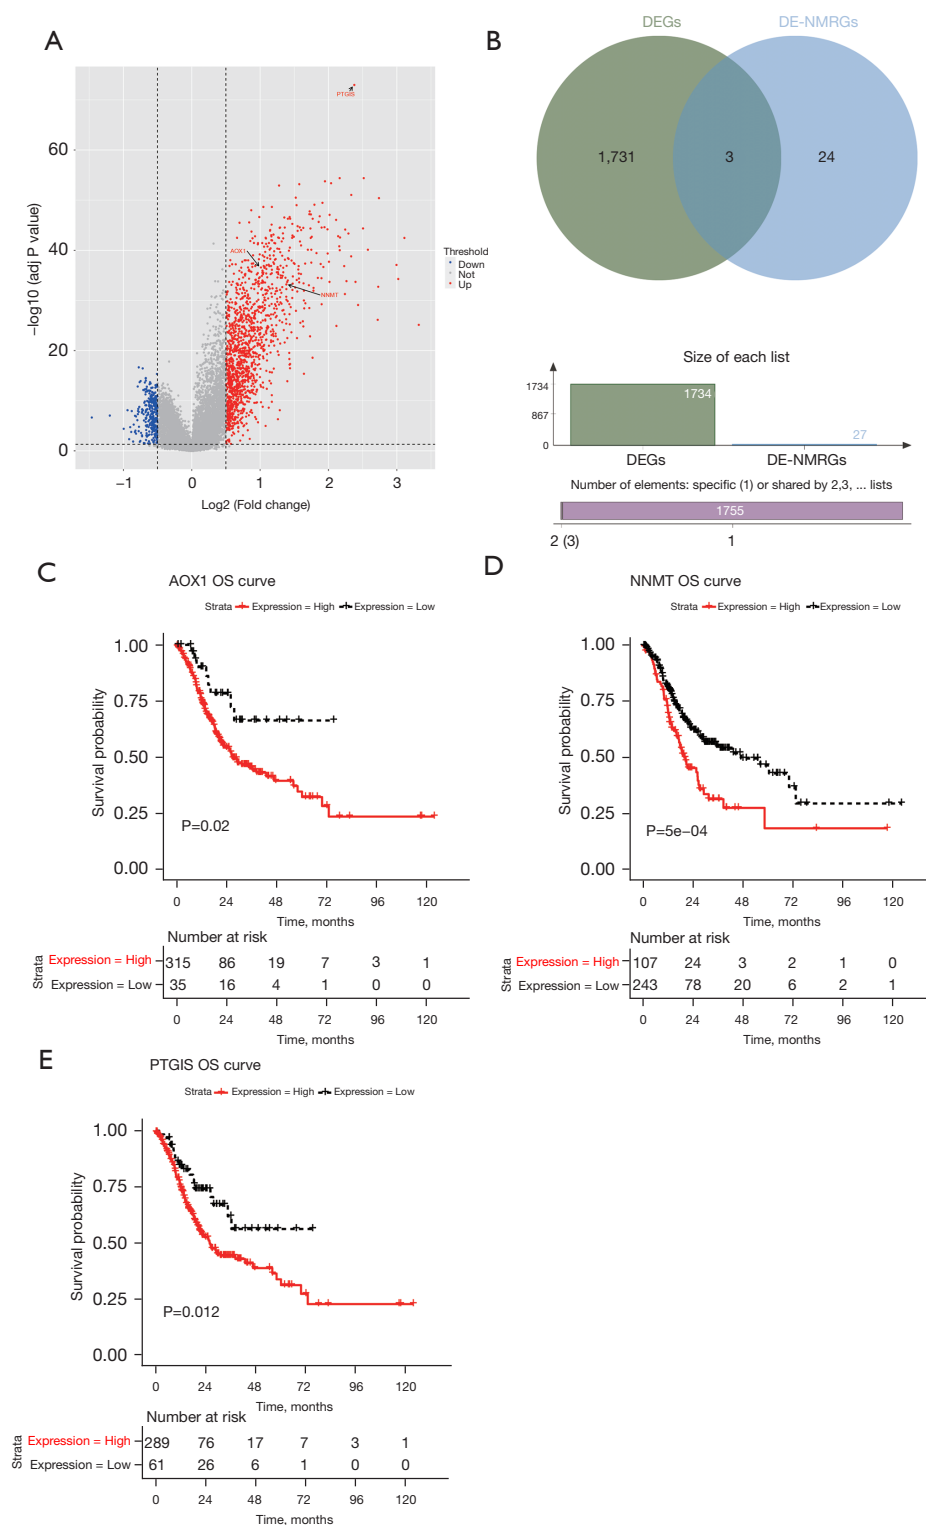 A
PTGIS
AOX1
NNMT
60
40
20
0
−1
0
1
2
3
−log10 (adj P value)
Log2 (Fold change)
Threshold
Down
Not
Up
B
DEGs
DE-NMRGs
1,731
3
24
Size of each list
1734
867
0
1734
27
DEGs
DE-NMRGs
Number of elements: specific (1) or shared by 2,3, ... lists
1755
2 (3)
1
C
AOX1 OS curve
Strata Expression = High Expression = Low
1.00
0.75
0.50
0.25
0.00
Survival probability
P=0.02
0 24 48 72 96 120
Time, months
Number at risk
Strata
Expression = High 315 86 19 7 3 1
Expression = Low 35 16 4 1 0 0
0 24 48 72 96 120
Time, months
D
NNMT OS curve
Strata Expression = High Expression = Low
1.00
0.75
0.50
0.25
0.00
Survival probability
P=5e−04
0 24 48 72 96 120
Time, months
Number at risk
Strata
Expression = High 107 24 3 2 1 0
Expression = Low 243 78 20 6 2 1
0 24 48 72 96 120
Time, months
E
PTGIS OS curve
Strata Expression = High Expression = Low
1.00
0.75
0.50
0.25
0.00
Survival probability
P=0.012
0 24 48 72 96 120
Time, months
Number at risk
Strata
Expression = High 289 76 17 7 3 1
Expression = Low 61 26 6 1 0 0
0 24 48 72 96 120
Time, months